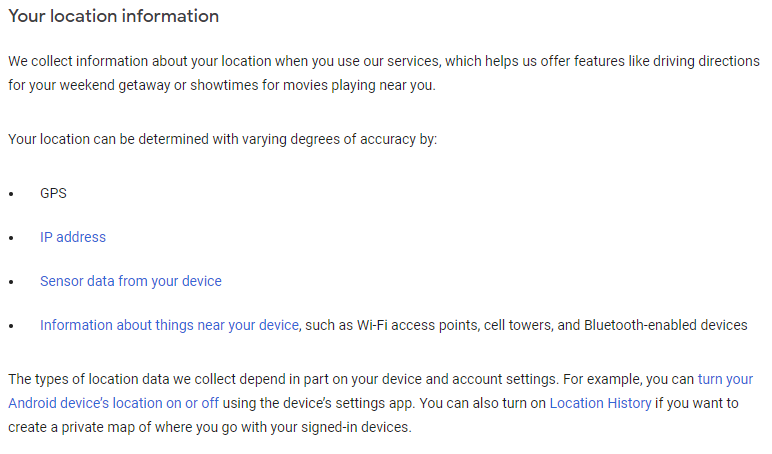 Your location information
We collect information about your location when you use our services, which helps us offer features like driving directions
for your weekend getaway or showtimes for movies playing near you.
Your location can be determined with varying degrees of accuracy by:
• GPS
• IP address
• Sensor data from your device
• Information about things near your device, such as Wi-Fi access points, cell towers, and Bluetooth-enabled devices
The types of location data we collect depend in part on your device and account settings. For example, you can turn your
Android device’s location on or off using the device’s settings app. You can also turn on Location History if you want to
create a private map of where you go with your signed-in devices.